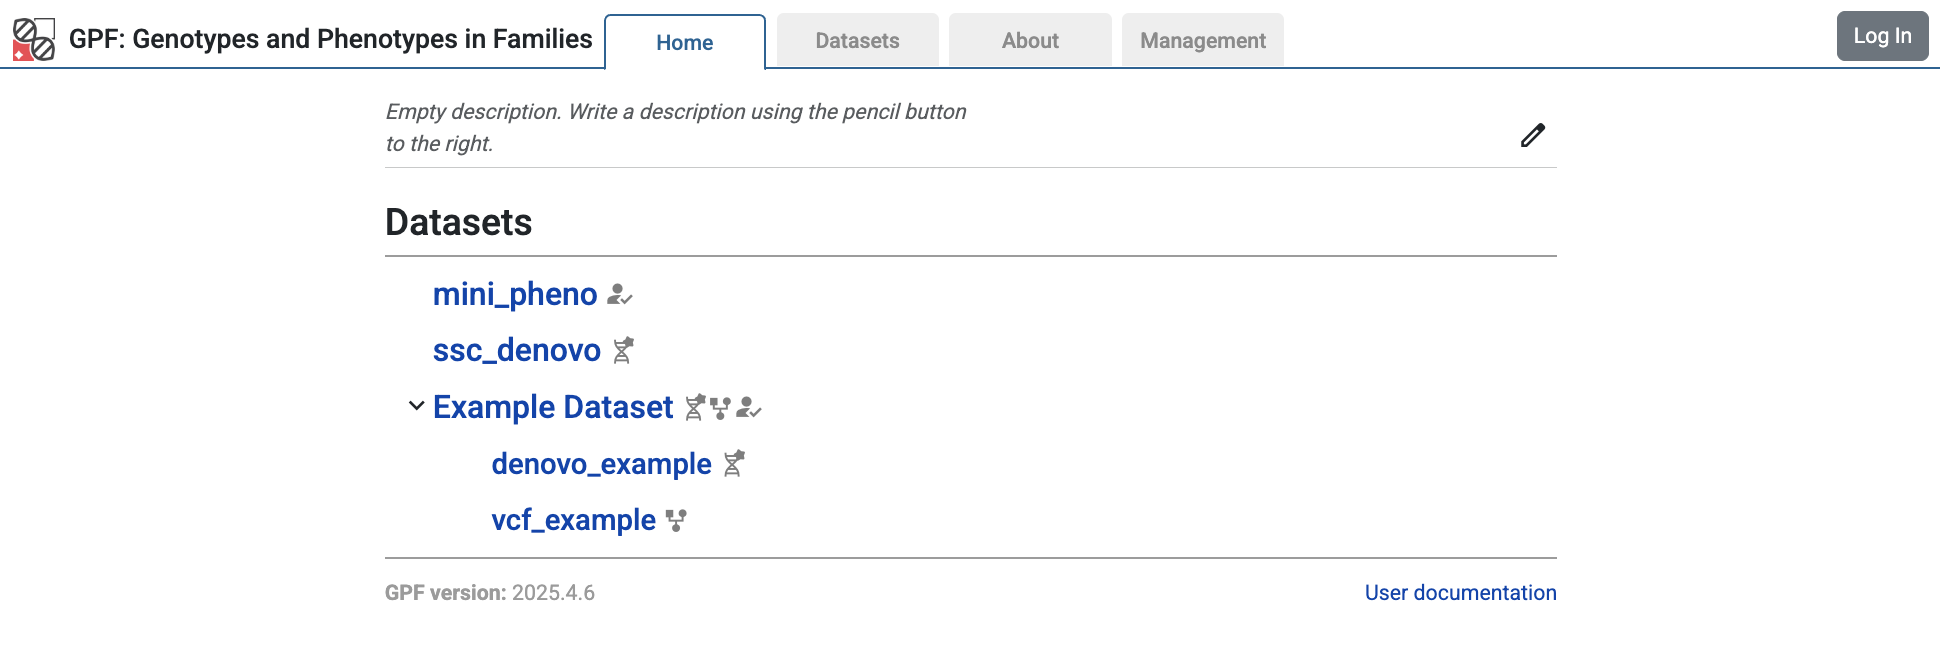 GPF: Genotypes and Phenotypes in Families
Home
Datasets
About
Management
Log In
Empty description. Write a description using the pencil button
to the right.
Datasets
mini_pheno
ssc_denovo
Example Dataset
denovo_example
vcf_example
GPF version: 2025.4.6
User documentation